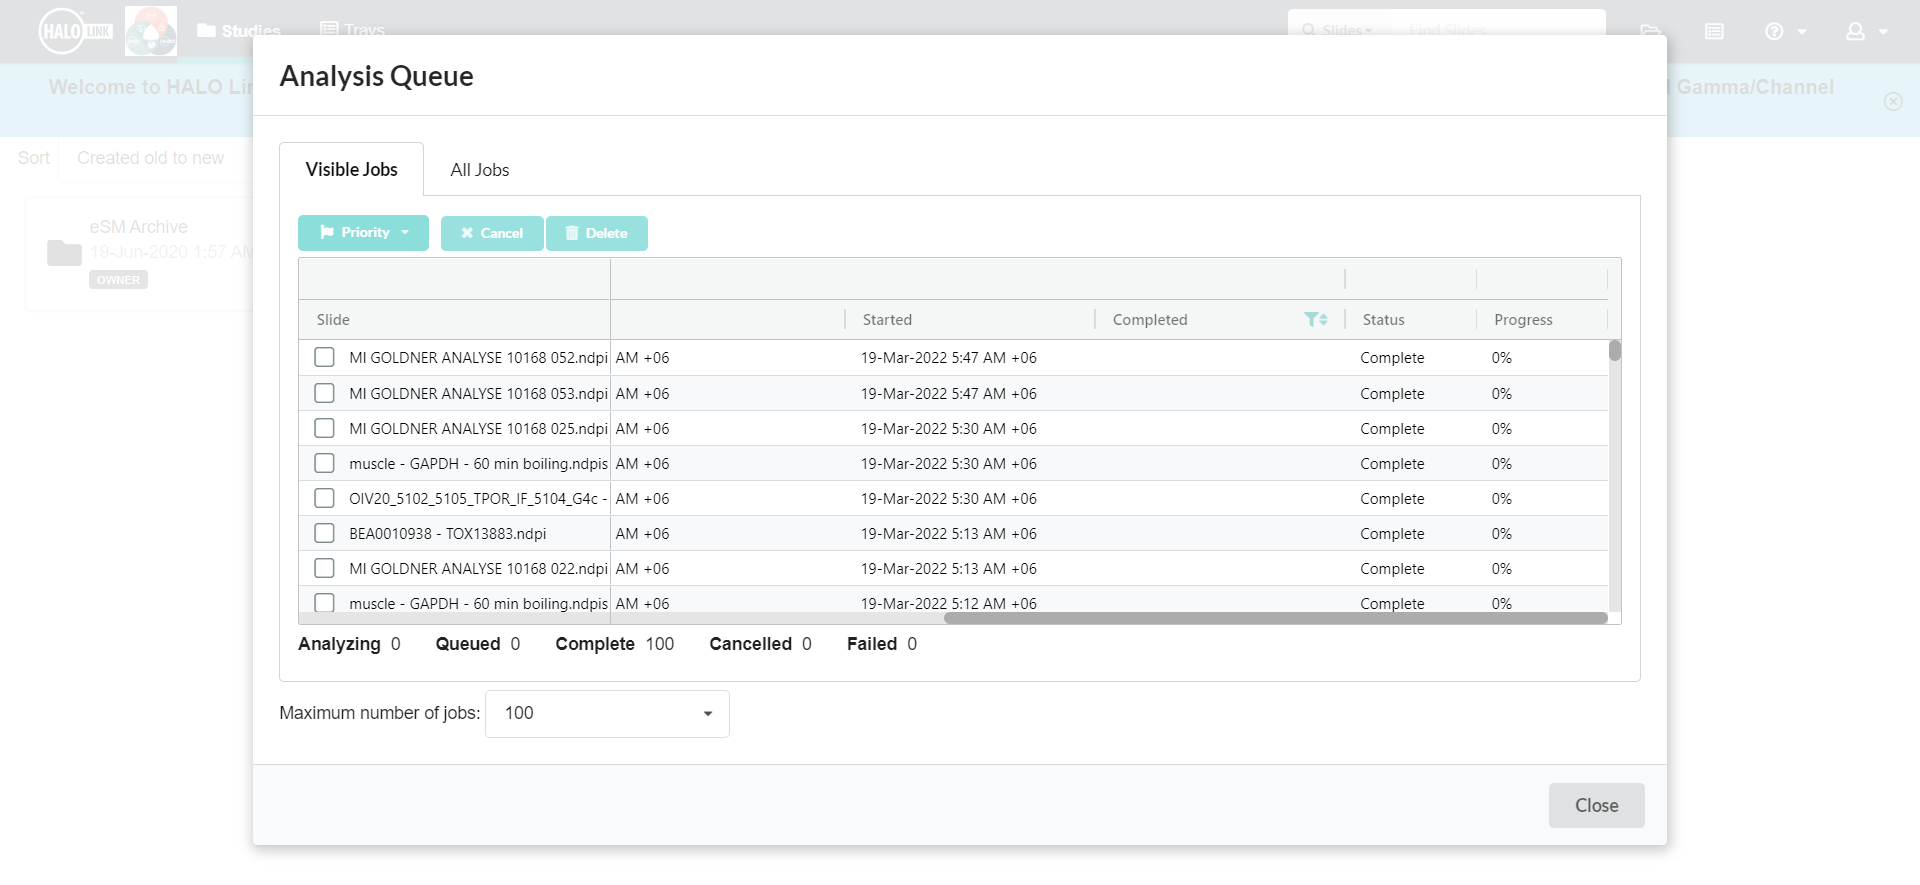 HALO LINK
Studies
Trays
Slides
Find Slides
Welcome to HALO Lin
Gamma/Channel
Sort
Created old to new
eSM Archive
19-Jun-2020 1:57 AM
OWNER
Analysis Queue
Visible Jobs
All Jobs
Priority
Cancel
Delete
Slide Started Completed Status Progress
MI GOLDNER ANALYSE 10168 052.ndpi AM +06 19-Mar-2022 5:47 AM +06 Complete 0%
MI GOLDNER ANALYSE 10168 053.ndpi AM +06 19-Mar-2022 5:47 AM +06 Complete 0%
MI GOLDNER ANALYSE 10168 025.ndpi AM +06 19-Mar-2022 5:30 AM +06 Complete 0%
muscle - GAPDH - 60 min boiling.ndpis AM +06 19-Mar-2022 5:30 AM +06 Complete 0%
OIV20_5102_5105_TPOR_IF_5104_G4c - AM +06 19-Mar-2022 5:30 AM +06 Complete 0%
BEA0010938 - TOX13883.ndpi AM +06 19-Mar-2022 5:13 AM +06 Complete 0%
MI GOLDNER ANALYSE 10168 022.ndpi AM +06 19-Mar-2022 5:13 AM +06 Complete 0%
muscle - GAPDH - 60 min boiling.ndpis AM +06 19-Mar-2022 5:12 AM +06 Complete 0%
Analyzing 0 Queued 0 Complete 100 Cancelled 0 Failed 0
Maximum number of jobs: 100
Close